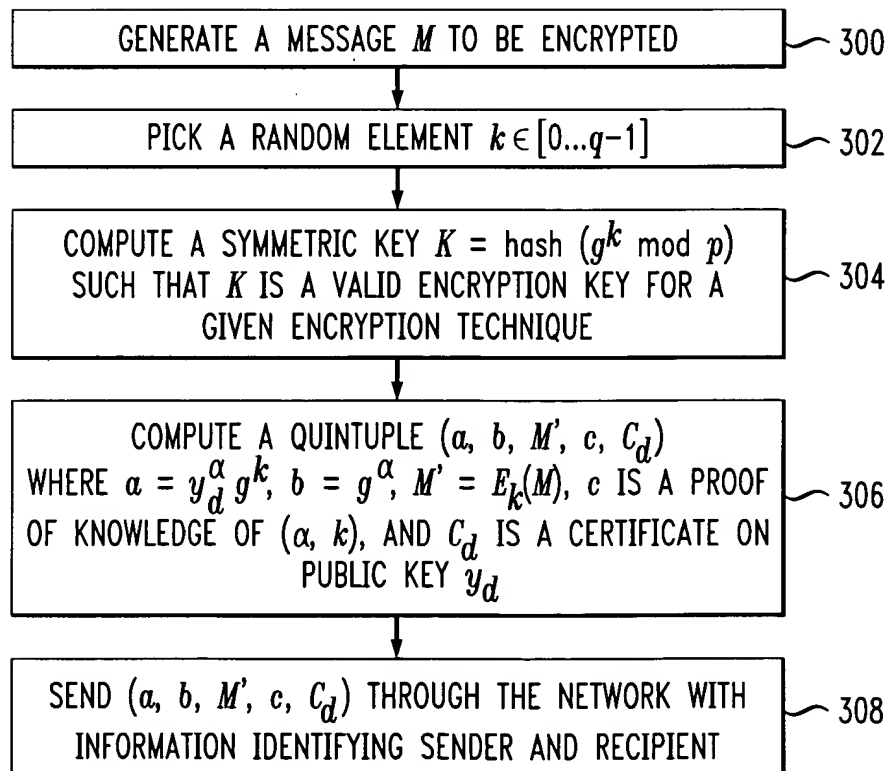 GENERATE A MESSAGE M TO BE ENCRYPTED
300
PICK A RANDOM ELEMENT k ∈ [0...q−1]
302
COMPUTE A SYMMETRIC KEY K = hash (g^k mod p)
SUCH THAT K IS A VALID ENCRYPTION KEY FOR A
GIVEN ENCRYPTION TECHNIQUE
304
COMPUTE A QUINTUPLE (a, b, M', c, C_d)
WHERE a = y_d^α g^k, b = g^α, M' = E_k(M), c IS A PROOF
OF KNOWLEDGE OF (α, k), AND C_d IS A CERTIFICATE ON
PUBLIC KEY y_d
306
SEND (a, b, M', c, C_d) THROUGH THE NETWORK WITH
INFORMATION IDENTIFYING SENDER AND RECIPIENT
308